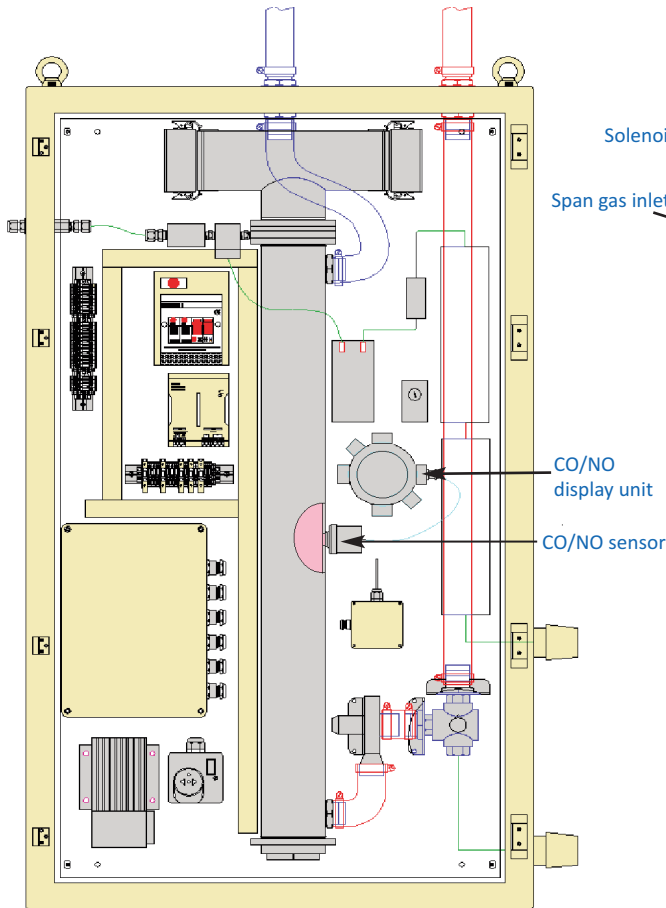 Solenoi
Span gas inlet
CO/NO
display unit
CO/NO sensor